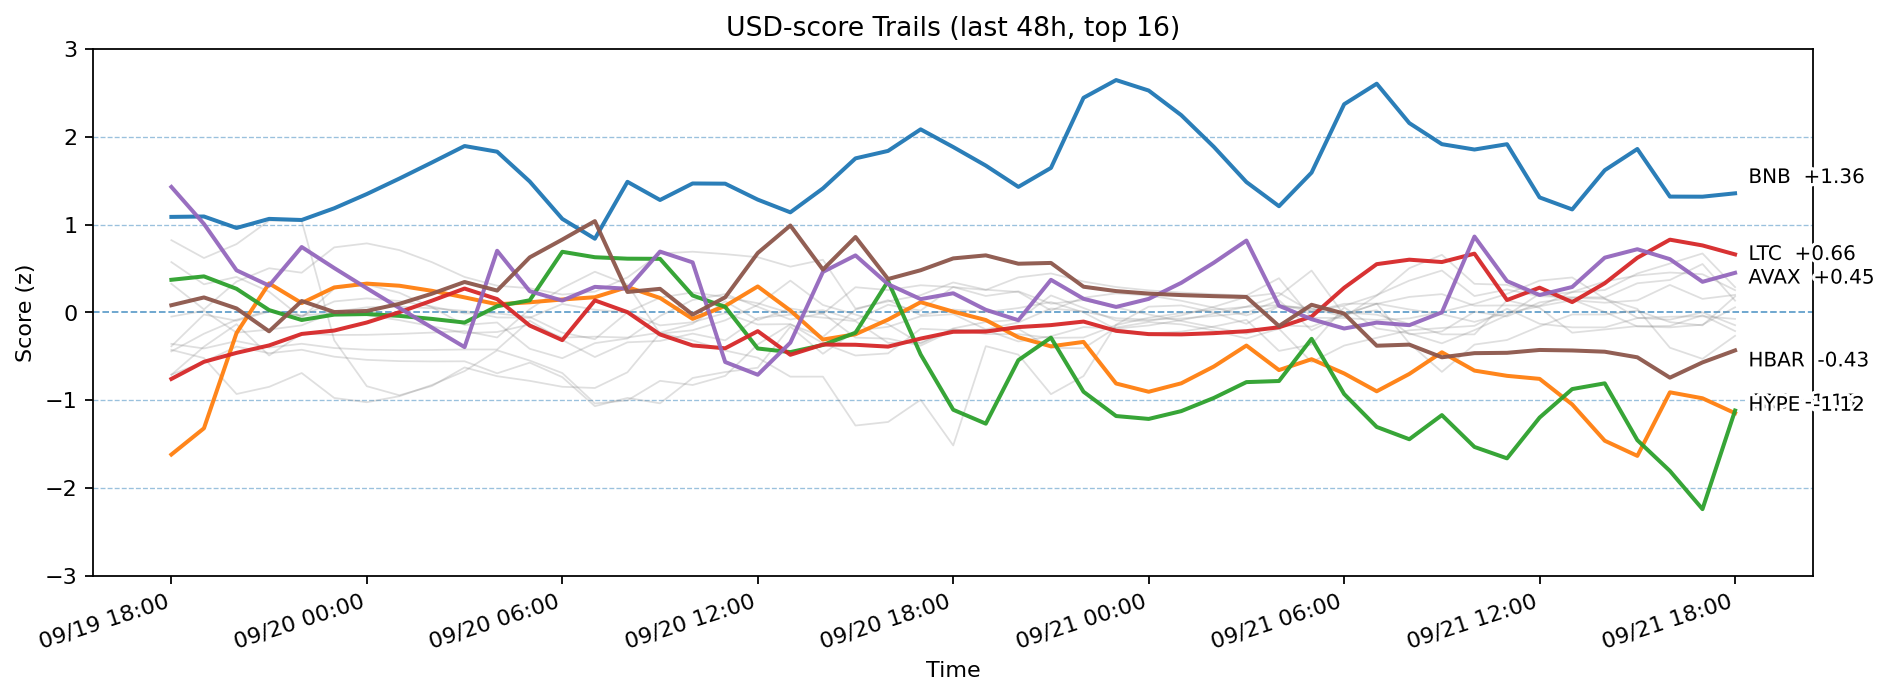 USD-score Trails (last 48h, top 16)
Score (z)
3
2
1
0
−1
−2
−3
BNB +1.36
LTC +0.66
AVAX +0.45
HBAR -0.43
HYPE -1.12
09/19 18:00
09/20 00:00
09/20 06:00
09/20 12:00
09/20 18:00
09/21 00:00
09/21 06:00
09/21 12:00
09/21 18:00
Time